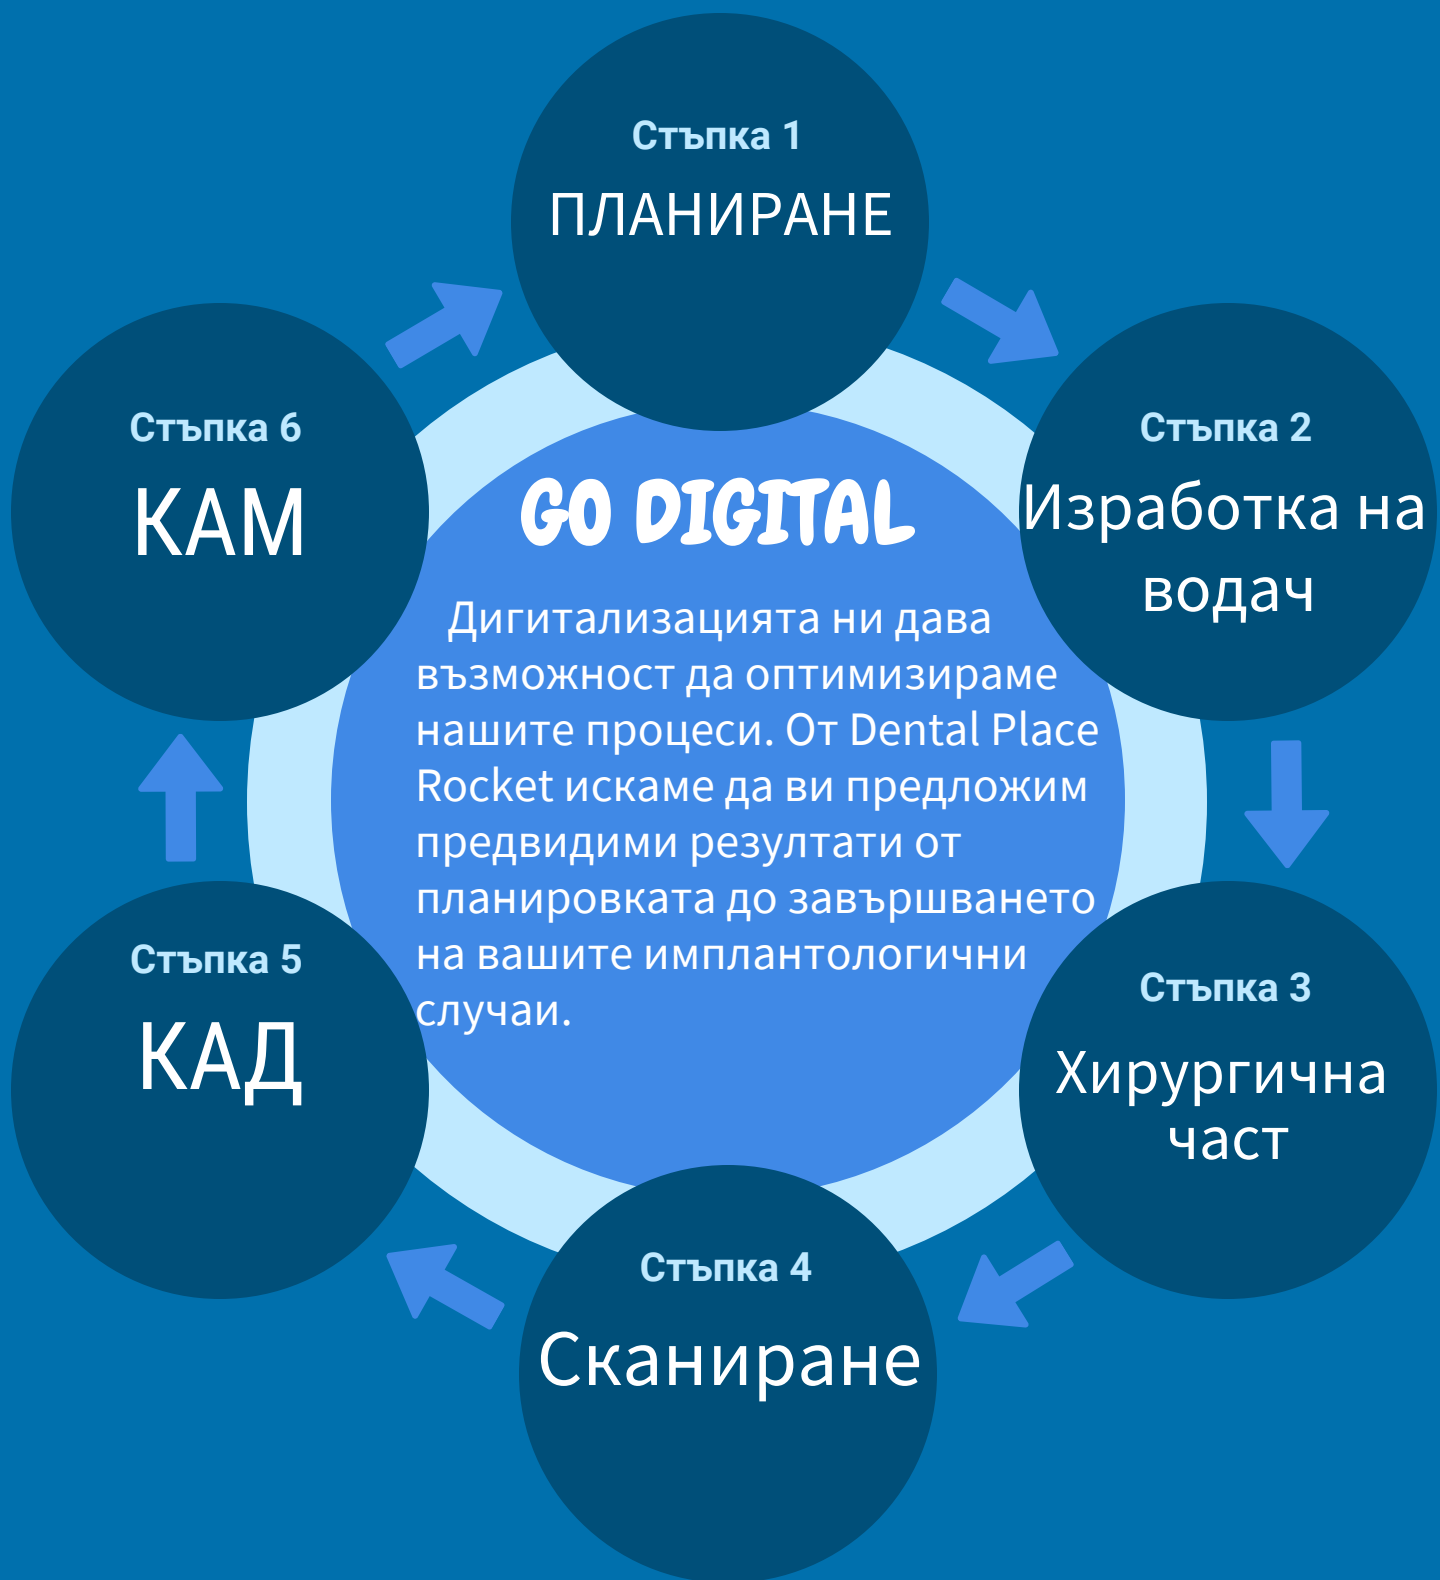 Стъпка 1
ПЛАНИРАНЕ
Стъпка 2
Изработка на
водач
Стъпка 3
Хирургична
част
Стъпка 4
Сканиране
Стъпка 5
КАД
Стъпка 6
КАМ
GO DIGITAL
Дигитализацията ни дава
възможност да оптимизираме
нашите процеси. От Dental Place
Rocket искаме да ви предложим
предвидими резултати от
планировката до завършването
на вашите имплантологични
случаи.